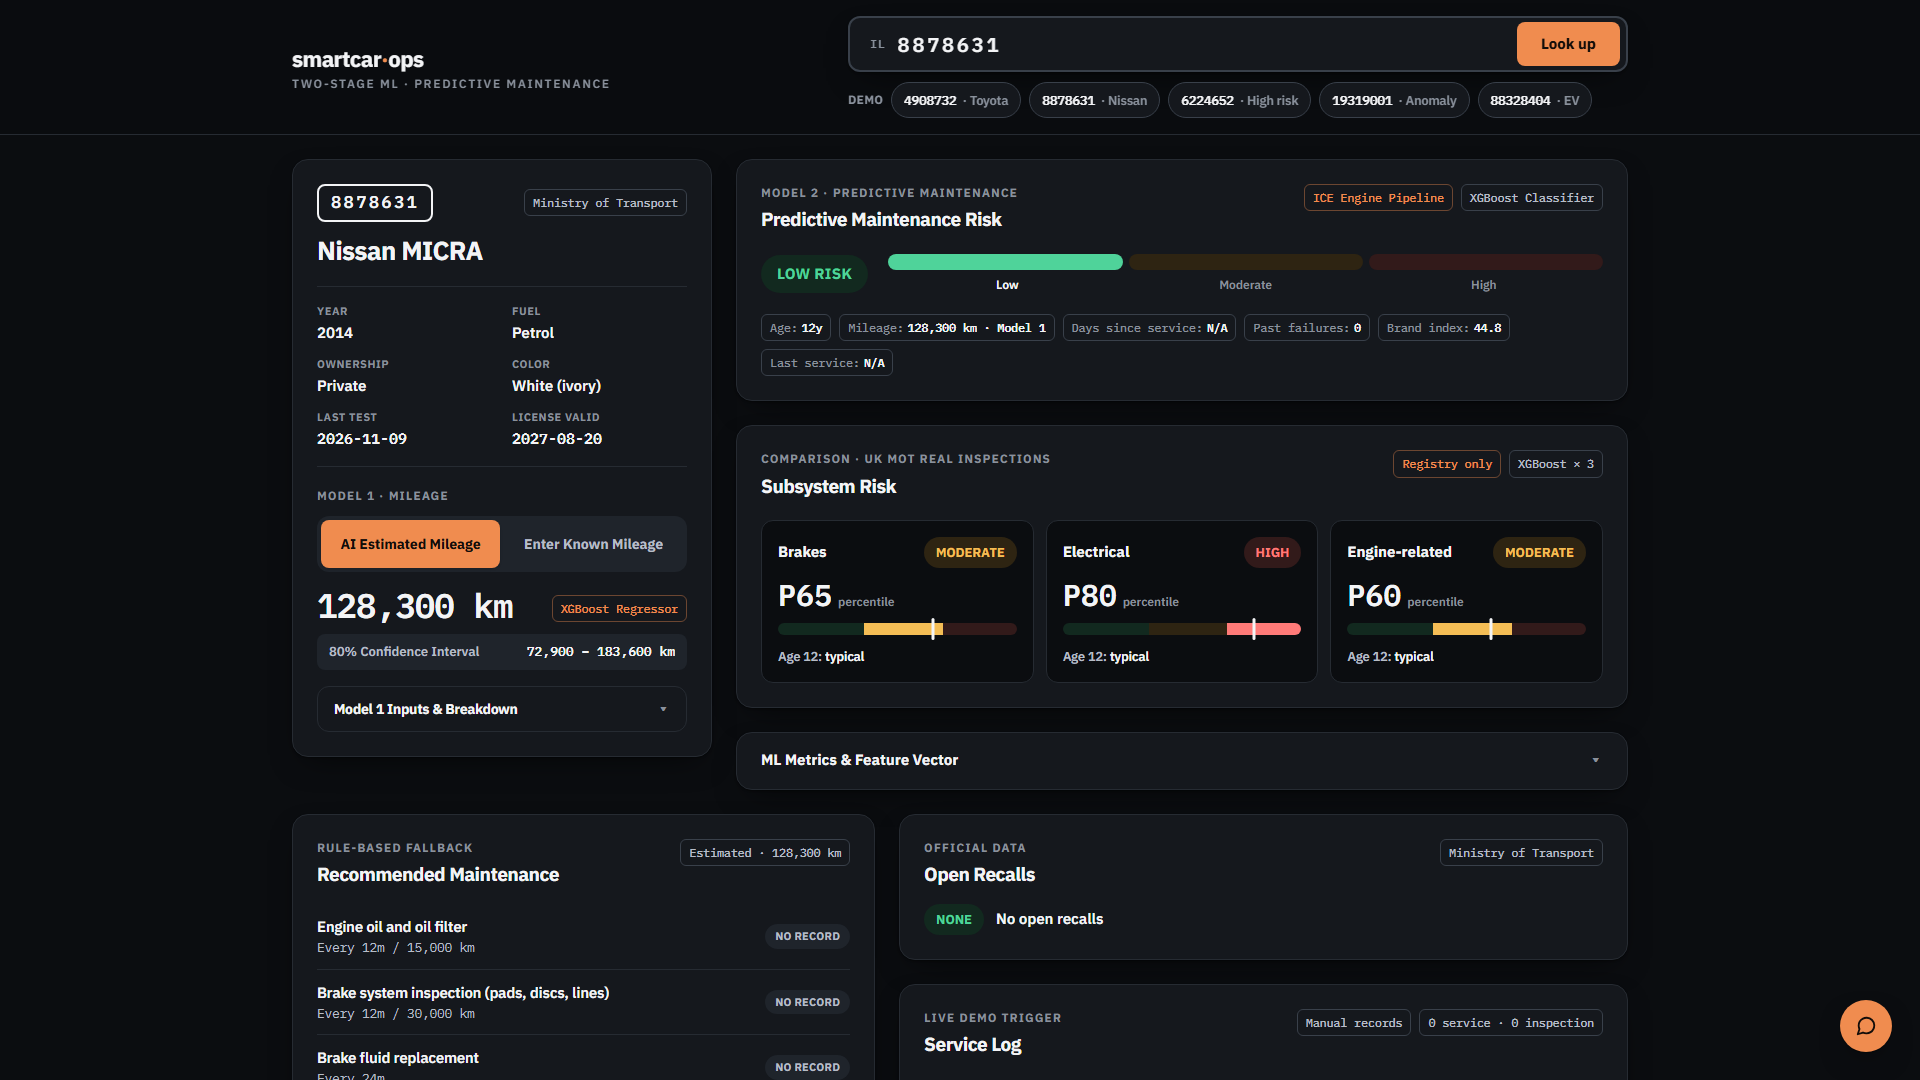 smartcar·ops
TWO-STAGE ML · PREDICTIVE MAINTENANCE
IL 8878631
Look up
DEMO
4908732 · Toyota
8878631 · Nissan
6224652 · High risk
19319001 · Anomaly
88328404 · EV
8878631
Ministry of Transport
Nissan MICRA
YEAR
2014
FUEL
Petrol
OWNERSHIP
Private
COLOR
White (ivory)
LAST TEST
2026-11-09
LICENSE VALID
2027-08-20
MODEL 1 · MILEAGE
AI Estimated Mileage
Enter Known Mileage
128,300 km
XGBoost Regressor
80% Confidence Interval
72,900 – 183,600 km
Model 1 Inputs & Breakdown
MODEL 2 · PREDICTIVE MAINTENANCE
Predictive Maintenance Risk
ICE Engine Pipeline
XGBoost Classifier
LOW RISK
Low
Moderate
High
Age: 12y
Mileage: 128,300 km · Model 1
Days since service: N/A
Past failures: 0
Brand index: 44.8
Last service: N/A
COMPARISON · UK MOT REAL INSPECTIONS
Subsystem Risk
Registry only
XGBoost × 3
Brakes
MODERATE
P65 percentile
Age 12: typical
Electrical
HIGH
P80 percentile
Age 12: typical
Engine-related
MODERATE
P60 percentile
Age 12: typical
ML Metrics & Feature Vector
RULE-BASED FALLBACK
Recommended Maintenance
Estimated · 128,300 km
Engine oil and oil filter
Every 12m / 15,000 km
NO RECORD
Brake system inspection (pads, discs, lines)
Every 12m / 30,000 km
NO RECORD
Brake fluid replacement
Every 24m
NO RECORD
OFFICIAL DATA
Open Recalls
Ministry of Transport
NONE
No open recalls
LIVE DEMO TRIGGER
Service Log
Manual records
0 service · 0 inspection